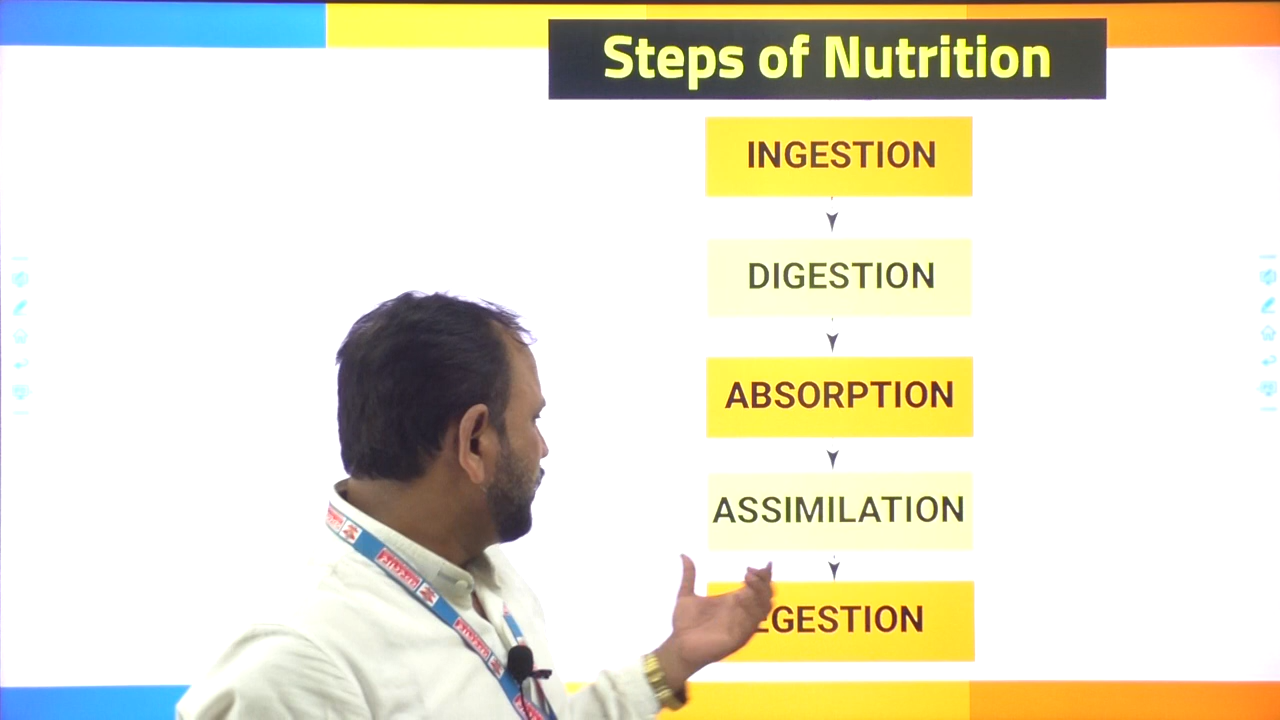 Steps of Nutrition
INGESTION
DIGESTION
ABSORPTION
ASSIMILATION
EGESTION